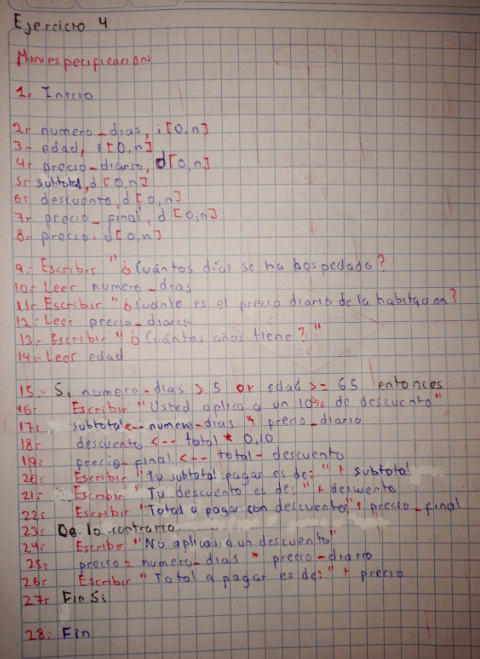 Ejercicio 4
Miniespecificación:
1.- Inicio
2.- numero_dias, i [0,n]
3.- edad, i [0,n]
4.- precio_diario, d [0,n]
5.- subtotal, d [0,n]
6.- descuento, d [0,n]
7.- precio_final, d [0,n]
8.- precio, d [0,n]
9.- Escribir "¿Cuántos días se ha hospedado?
10.- Leer numero_dias
11.- Escribir "¿Cuánto es el precio diario de la habitacion?
12.- Leer precio_diario
13.- Escribir "¿Cuántos años tiene?"
14.- Leer edad
15.- Si numero_dias > 5 or edad >= 65 entonces
16.- Escribir "Usted aplica a un 10% de descuento"
17.- subtotal <-- numero_dias * precio_diario
18.- descuento <-- total * 0,10
19.- precio_final <-- total - descuento
20.- Escribir "Tu subtotal pagar es de:" + subtotal
21.- Escribir "Tu descuento es de:" + descuento
22.- Escribir "Total a pagar con descuento:" + precio_final
23.- De lo contrario
24.- Escribir "No aplicas a un descuento"
25.- precio = numero_dias * precio_diario
26.- Escribir "Total a pagar es de:" + precio
27.- Fin Si
28.- Fin